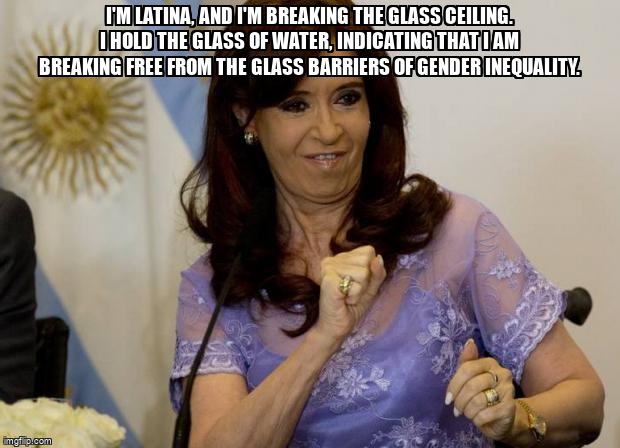 I'M LATINA, AND I'M BREAKING THE GLASS CEILING.
I HOLD THE GLASS OF WATER, INDICATING THAT I AM
BREAKING FREE FROM THE GLASS BARRIERS OF GENDER INEQUALITY.
imgflip.com